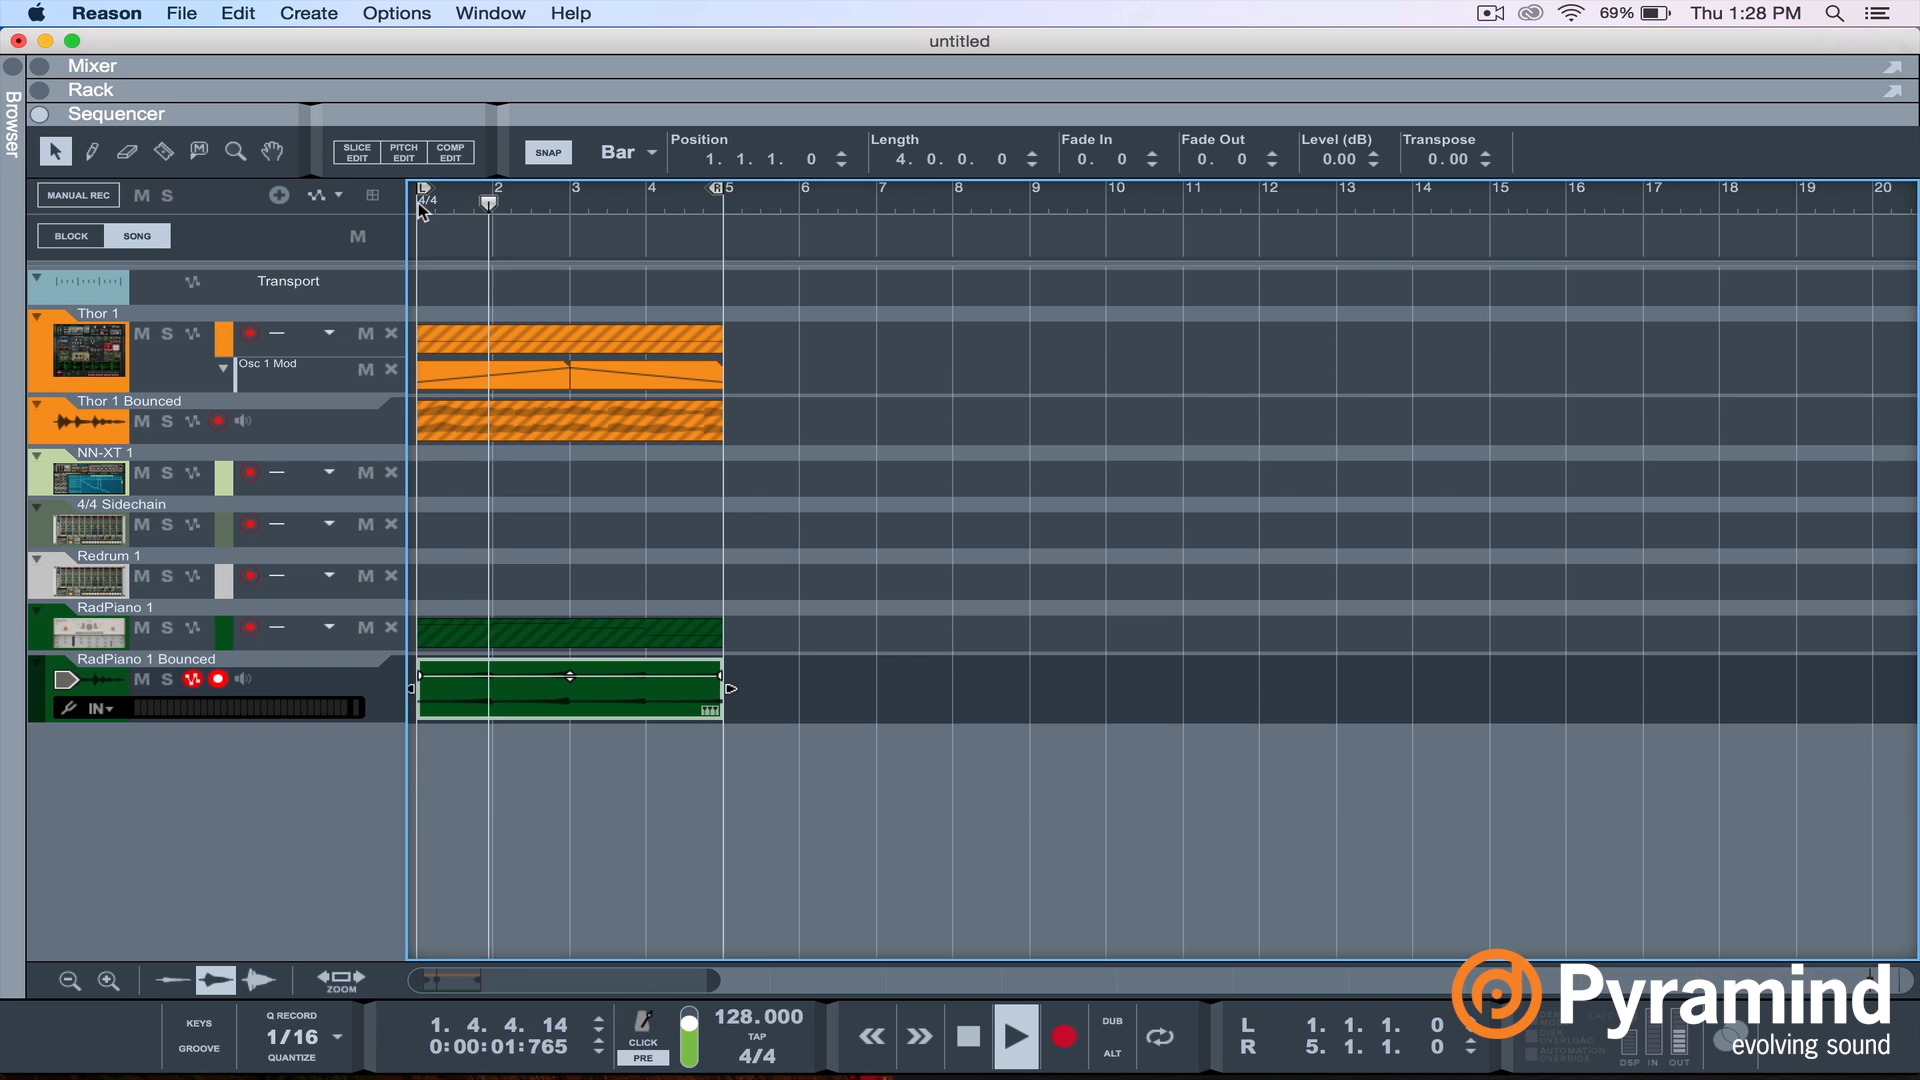 Reason File Edit Create Options Window Help 69% Thu 1:28 PM
untitled
Browser
Mixer
Rack
Sequencer
SLICE EDIT PITCH EDIT COMP EDIT SNAP Bar
Position 1. 1. 1. 0
Length 4. 0. 0. 0
Fade In 0. 0
Fade Out 0. 0
Level (dB) 0.00
Transpose 0.00
MANUAL REC M S
L 2 3 4 R 5 6 7 8 9 10 11 12 13 14 15 16 17 18 19 20
4/4
BLOCK SONG M
Transport
Thor 1
M S M
Osc 1 Mod M
Thor 1 Bounced
M S
NN-XT 1
M S M
4/4 Sidechain
M S M
Redrum 1
M S M
RadPiano 1
M S M
RadPiano 1 Bounced
M S
IN
ZOOM
KEYS
GROOVE
Q RECORD
1/16
QUANTIZE
1. 4. 4. 14
0:00:01:765
CLICK
PRE
128.000
TAP
4/4
DUB
ALT
L 1. 1. 1. 0
R 5. 1. 1. 0
DSP IN OUT
Pyramind
evolving sound